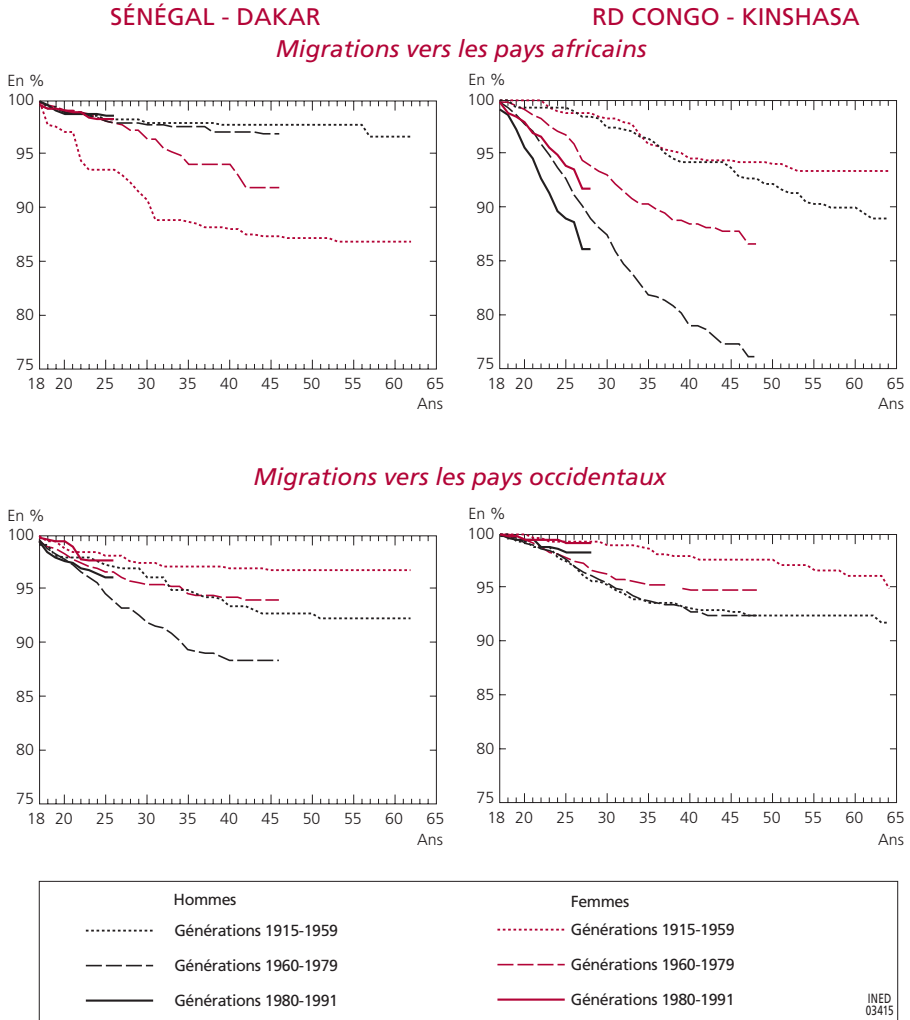 SÉNÉGAL - DAKAR
RD CONGO - KINSHASA
Migrations vers les pays africains
En %
100
95
90
85
80
75
18 20 25 30 35 40 45 50 55 60 65
Ans
En %
100
95
90
85
80
75
18 20 25 30 35 40 45 50 55 60 65
Ans
Migrations vers les pays occidentaux
En %
100
95
90
85
80
75
18 20 25 30 35 40 45 50 55 60 65
Ans
En %
100
95
90
85
80
75
18 20 25 30 35 40 45 50 55 60 65
Ans
Hommes
Générations 1915-1959
Générations 1960-1979
Générations 1980-1991
Femmes
Générations 1915-1959
Générations 1960-1979
Générations 1980-1991
INED
03415